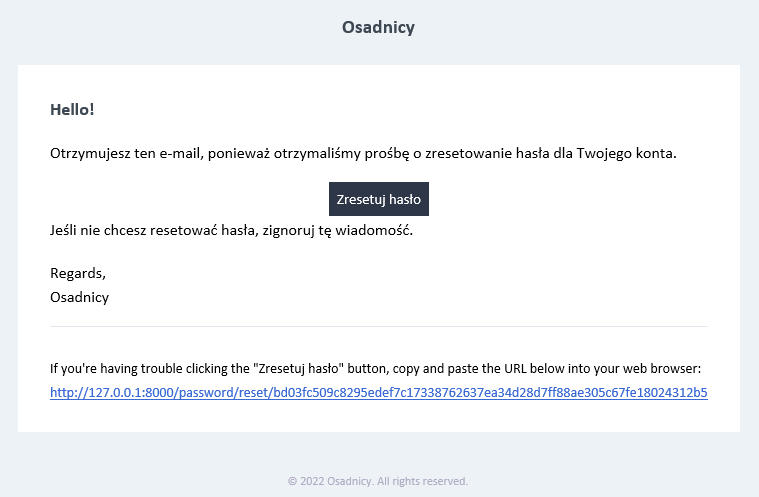 Osadnicy
Hello!
Otrzymujesz ten e-mail, ponieważ otrzymaliśmy prośbę o zresetowanie hasła dla Twojego konta.
Zresetuj hasło
Jeśli nie chcesz resetować hasła, zignoruj tę wiadomość.
Regards,
Osadnicy
If you're having trouble clicking the "Zresetuj hasło" button, copy and paste the URL below into your web browser:
http://127.0.0.1:8000/password/reset/bd03fc509c8295edef7c17338762637ea34d28d7ff88ae305c67fe18024312b5
© 2022 Osadnicy. All rights reserved.